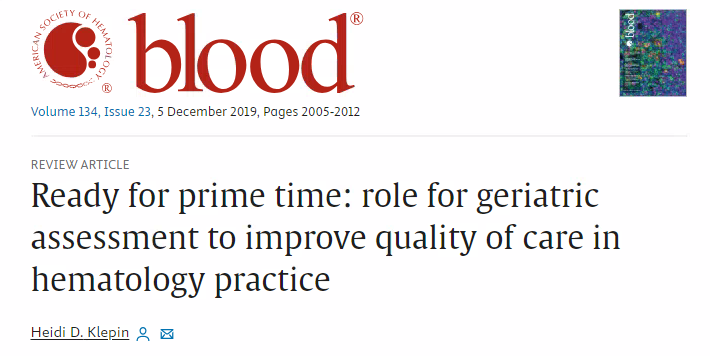 AMERICAN SOCIETY OF HEMATOLOGY ®
blood®
blood
Volume 134, Issue 23, 5 December 2019, Pages 2005-2012
REVIEW ARTICLE
Ready for prime time: role for geriatric
assessment to improve quality of care in
hematology practice
Heidi D. Klepin